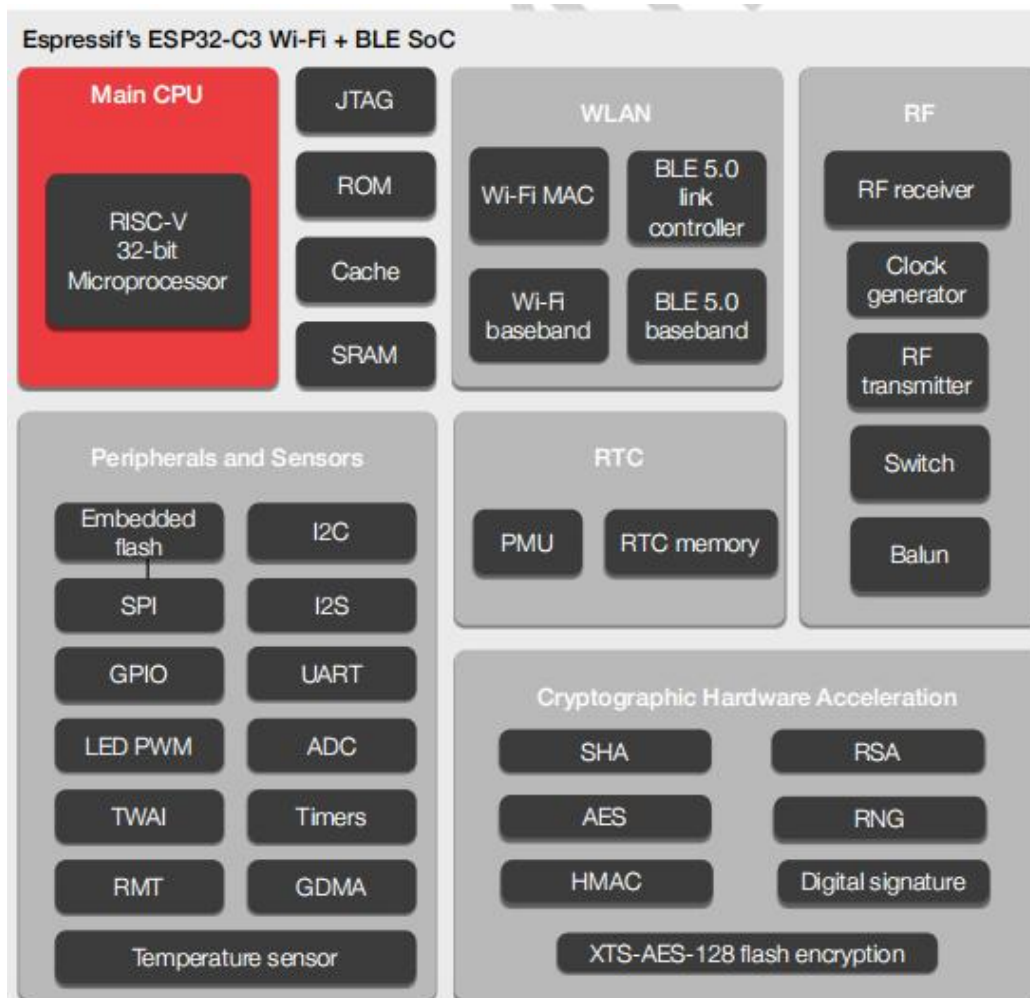 Espressif's ESP32-C3 Wi-Fi + BLE SoC
Main CPU
RISC-V
32-bit
Microprocessor
JTAG
ROM
Cache
SRAM
WLAN
Wi-Fi MAC
BLE 5.0
link
controller
Wi-Fi
baseband
BLE 5.0
baseband
RF
RF receiver
Clock
generator
RF
transmitter
Switch
Balun
Peripherals and Sensors
Embedded
flash
I2C
SPI
I2S
GPIO
UART
LED PWM
ADC
TWAI
Timers
RMT
GDMA
Temperature sensor
RTC
PMU
RTC memory
Cryptographic Hardware Acceleration
SHA
RSA
AES
RNG
HMAC
Digital signature
XTS-AES-128 flash encryption